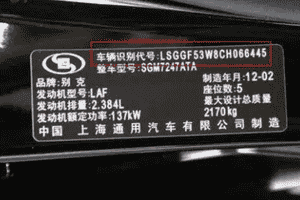 车辆识别代号:LSGGF53W8CH066445
整车型号:SGM7247ATA
品牌:别克 制造年月:12-02
发动机型号:LAF 座位数:5
发动机排量:2.384L 最大设计总质量
发动机额定功率:137kW 2170kg
中国 上海通用汽车有限公司制造